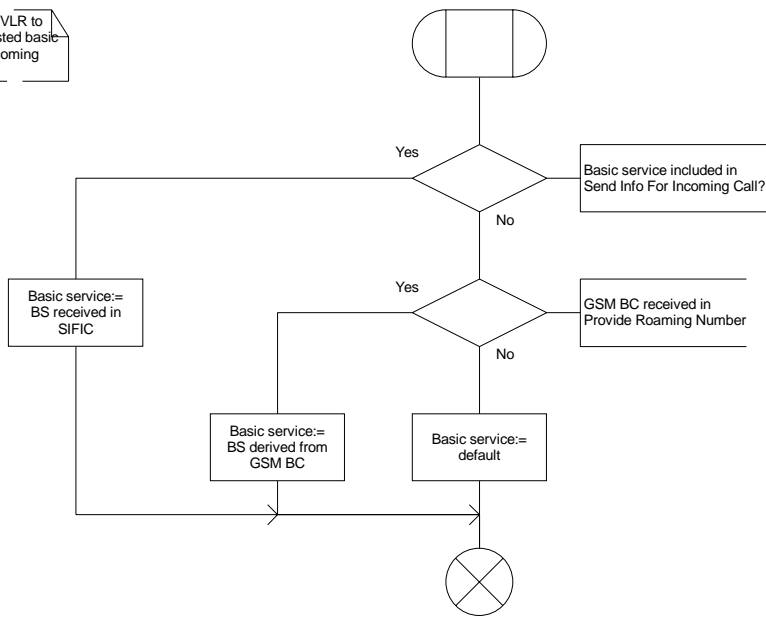 VLR to
sted basic
oming
Yes
Basic service included in
Send Info For Incoming Call?
No
Yes
GSM BC received in
Provide Roaming Number
No
Basic service:=
BS received in
SIFIC
Basic service:=
BS derived from
GSM BC
Basic service:=
default